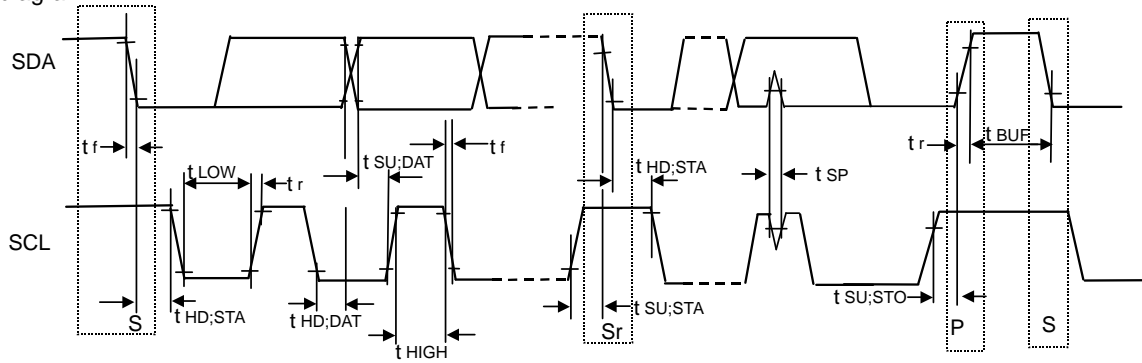 SDA
t f
t LOW
t r
t SU;DAT
t f
t HD;STA
t SP
t r
t BUF
SCL
S
t HD;STA
t HD;DAT
t HIGH
Sr
t SU;STA
t SU;STO
P
S